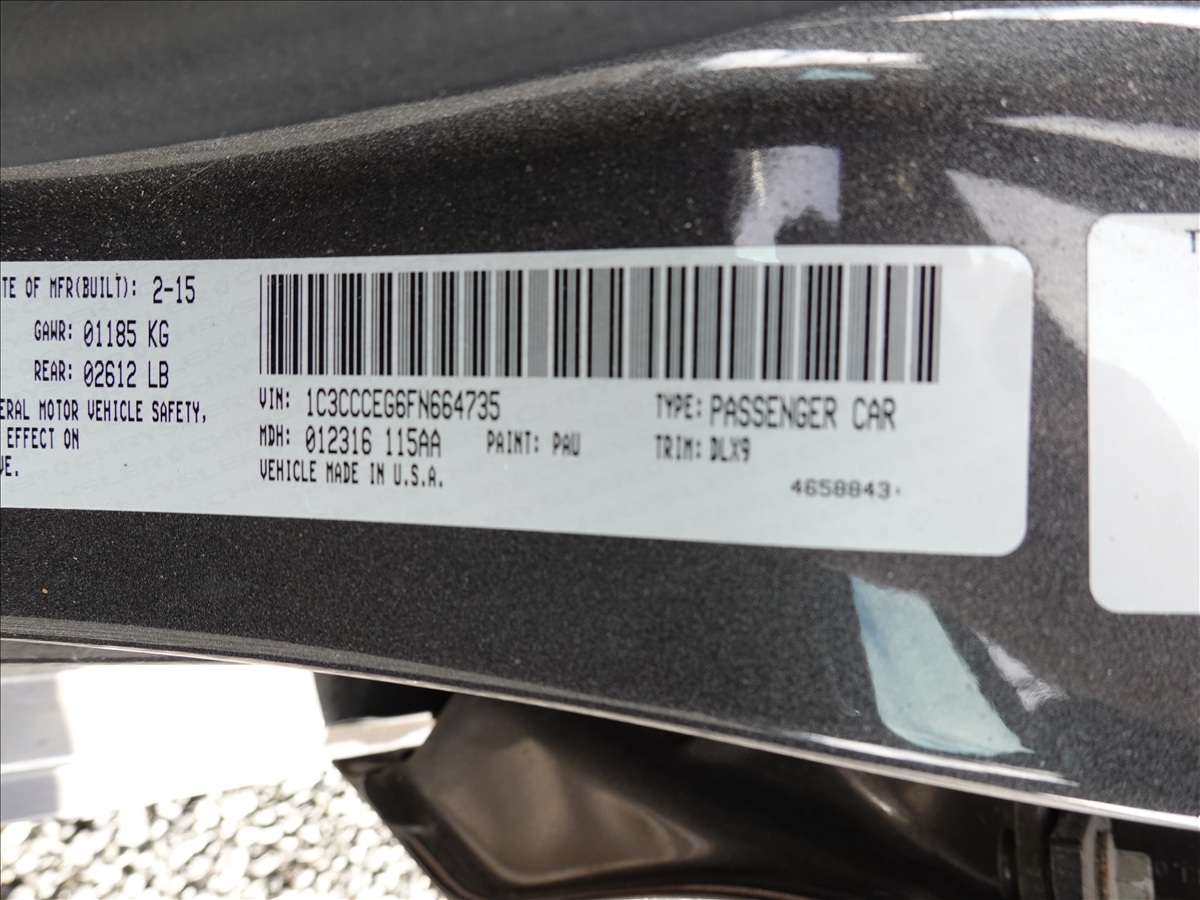 TE OF MFR(BUILT): 2-15
GAWR: 01185 KG
REAR: 02612 LB
ERAL MOTOR VEHICLE SAFETY,
EFFECT ON
VE.
VIN: 1C3CCCEG6FN664735 TYPE: PASSENGER CAR
MDH: 012316 115AA PAINT: PAU TRIM: DLX9
VEHICLE MADE IN U.S.A.
4658843
T